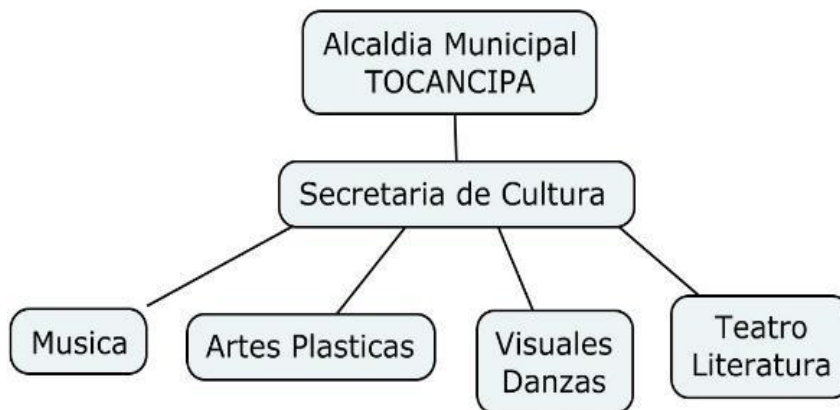 Alcaldia Municipal
TOCANCIPA
Secretaria de Cultura
Musica
Artes Plasticas
Visuales
Danzas
Teatro
Literatura